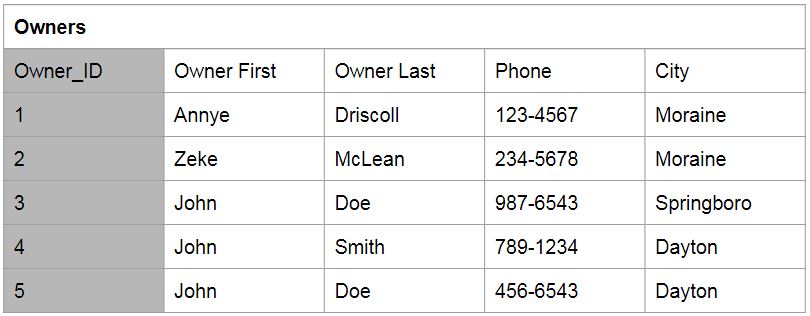 Owners
Owner_ID Owner First Owner Last Phone City
1 Annye Driscoll 123-4567 Moraine
2 Zeke McLean 234-5678 Moraine
3 John Doe 987-6543 Springboro
4 John Smith 789-1234 Dayton
5 John Doe 456-6543 Dayton